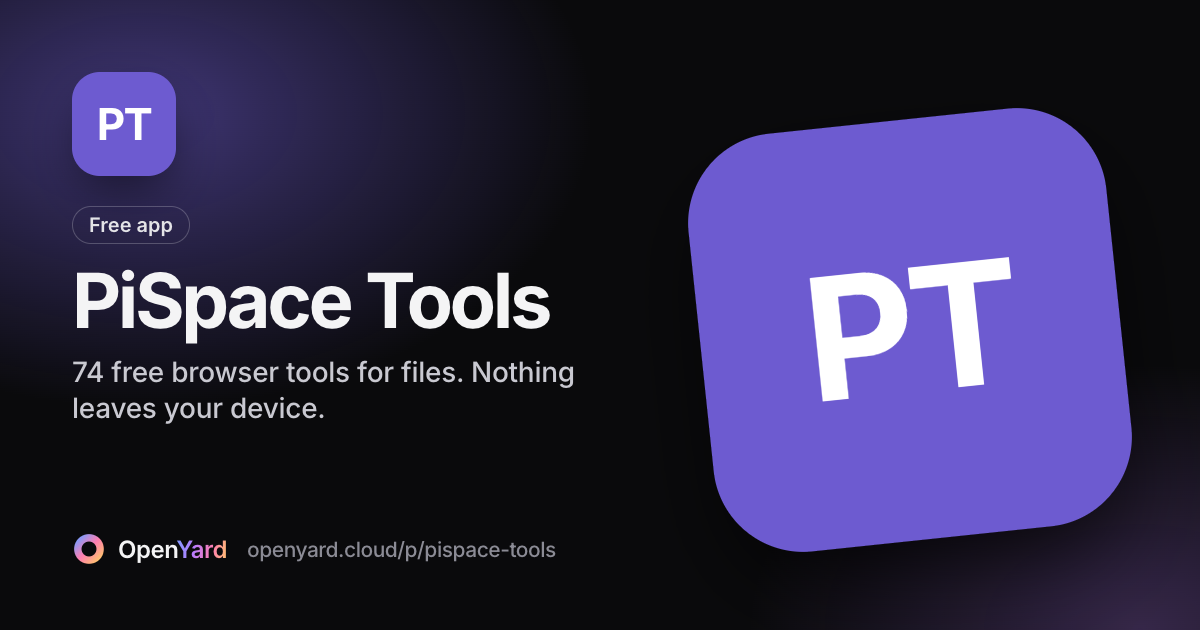 PT
Free app
PiSpace Tools
74 free browser tools for files. Nothing
leaves your device.
OpenYard openyard.cloud/p/pispace-tools
PT